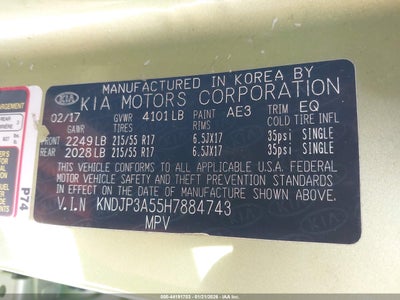 MANUFACTURED IN KOREA BY
KIA KIA MOTORS CORPORATION
02/17 GVWR 4101LB PAINT AE3 TRIM EQ
GAWR TIRES RIMS COLD TIRE INFL
FRONT 2249LB 215/55 R17 6.5JX17 35psi SINGLE
REAR 2028LB 215/55 R17 6.5JX17 35psi SINGLE
THIS VEHICLE CONFORMS TO ALL APPLICABLE U.S.A. FEDERAL
MOTOR VEHICLE SAFETY AND THEFT PREVENTION STANDARDS
IN EFFECT ON THE DATE OF MANUFACTURE SHOWN ABOVE.
V.I.N KNDJP3A55H7884743
MPV
P74